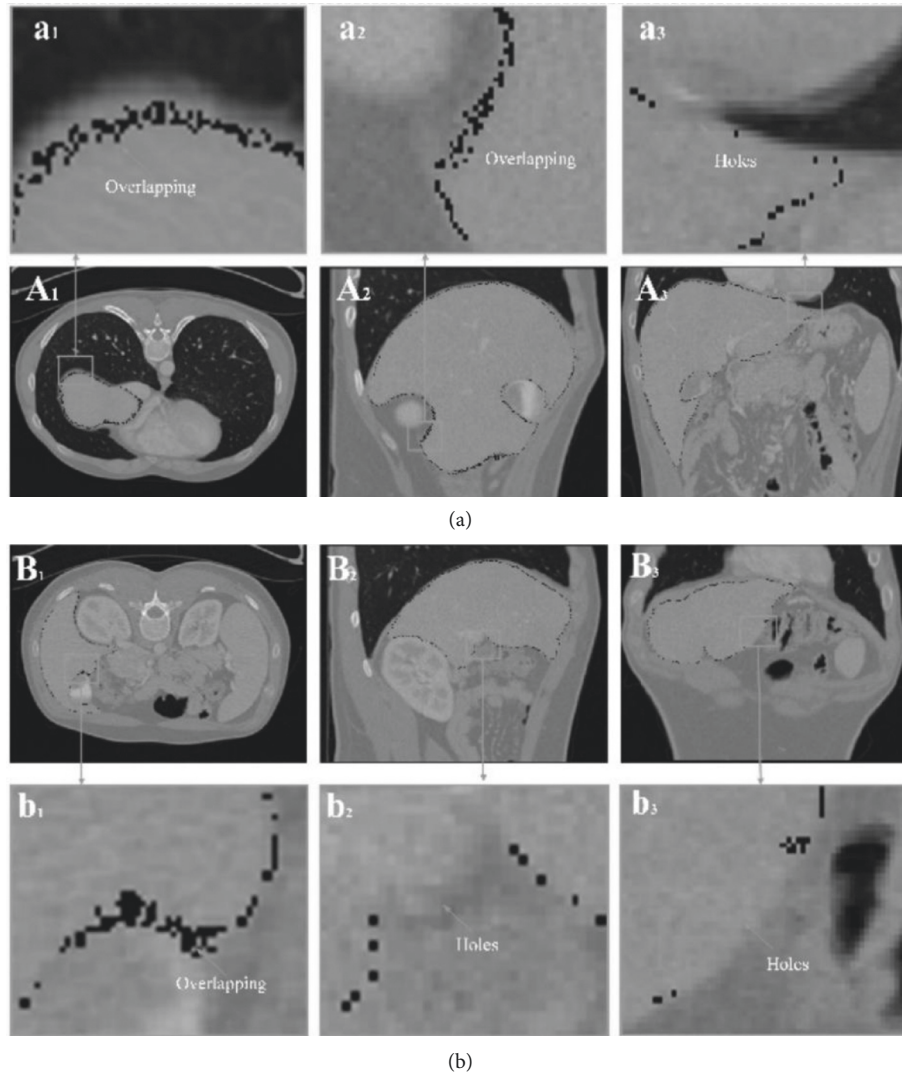 a1
a2
a3
Overlapping
Overlapping
Holes
A1
A2
A3
(a)
B1
B2
B3
b1
b2
b3
Overlapping
Holes
Holes
(b)